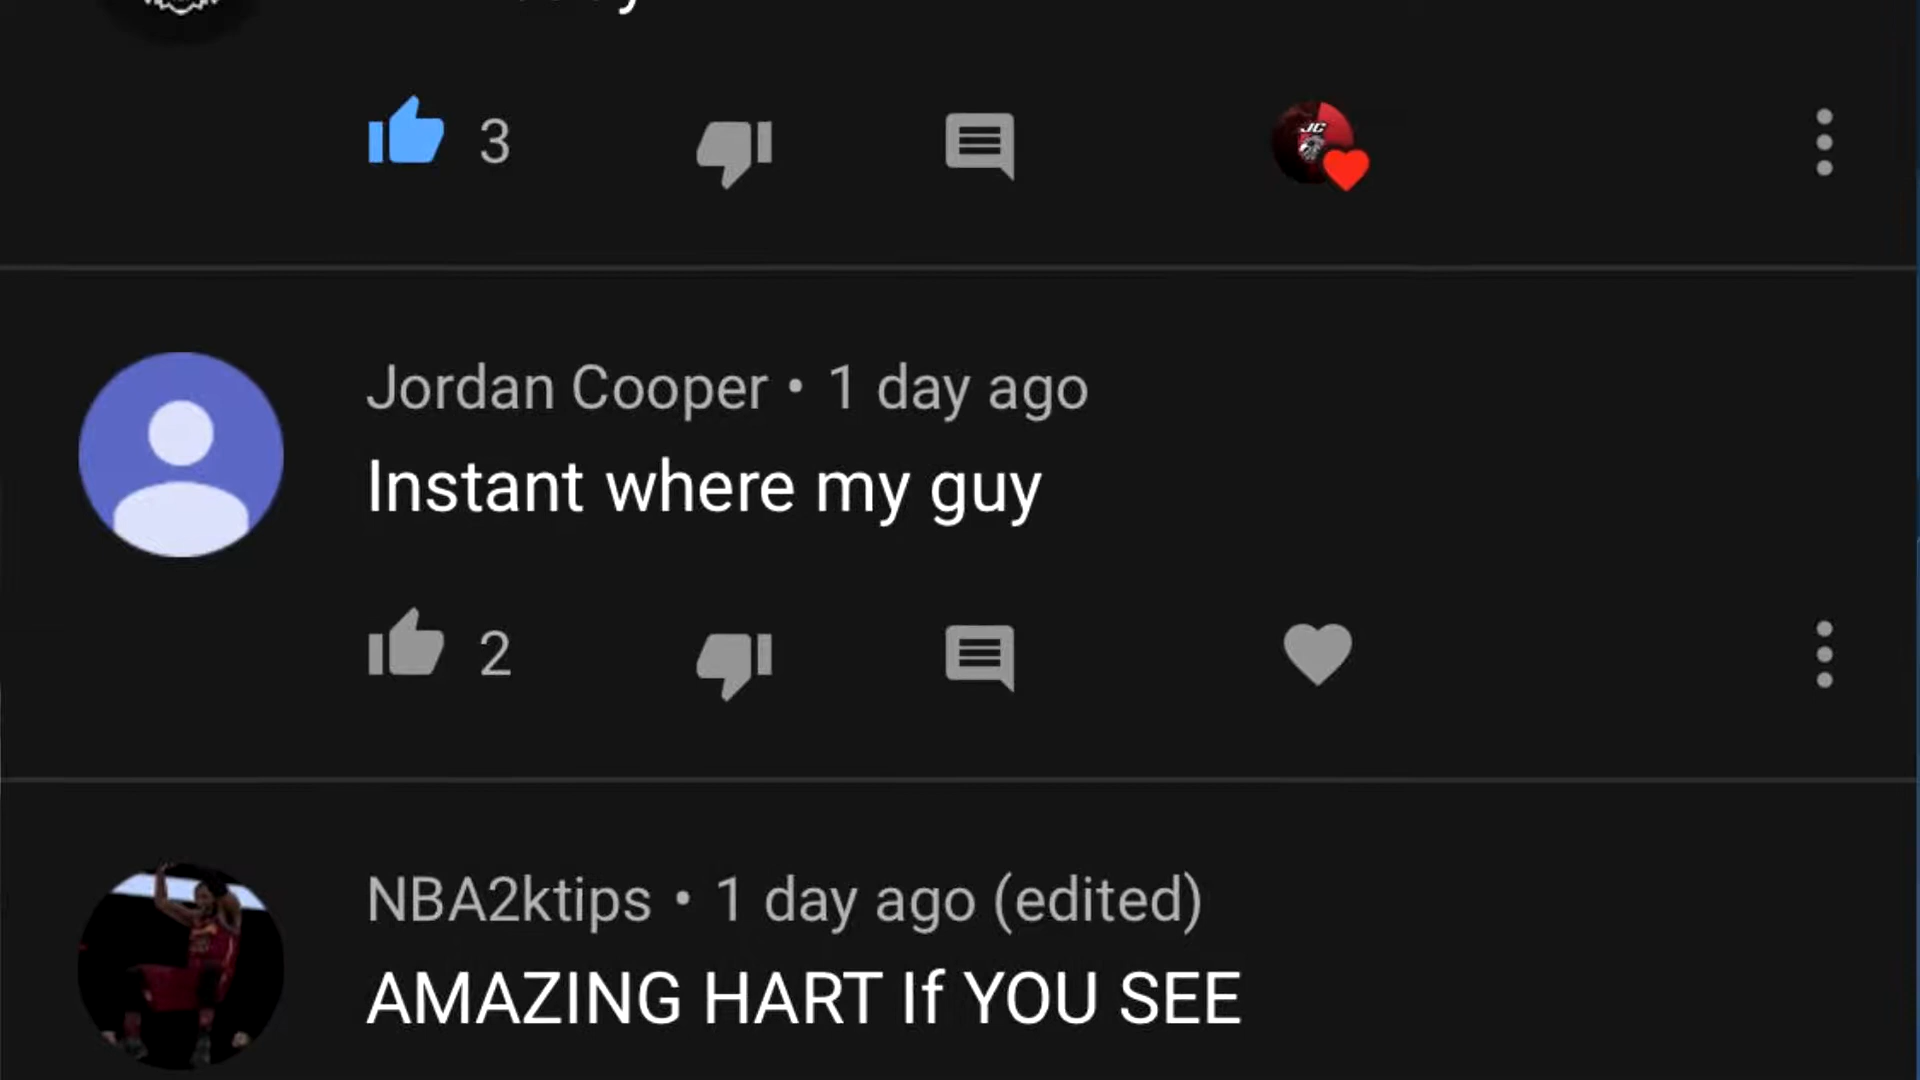 3
JC
Jordan Cooper • 1 day ago
Instant where my guy
2
NBA2ktips • 1 day ago (edited)
AMAZING HART If YOU SEE